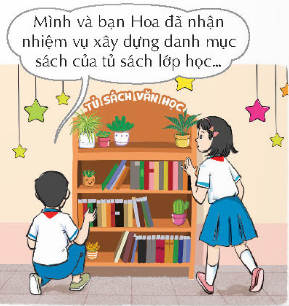 Mình và bạn Hoa đã nhận
nhiệm vụ xây dựng danh mục
sách của tủ sách lớp học...
TỦ SÁCH VĂN HỌC